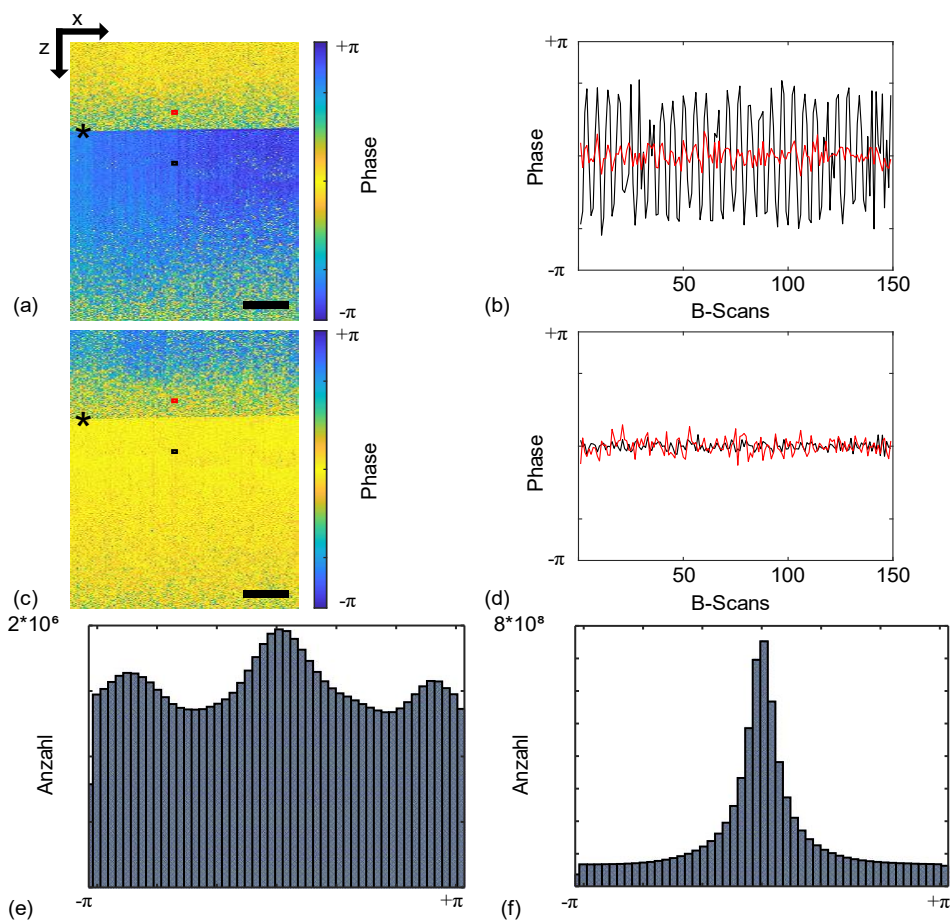 x
z
+π
Phase
-π
*
(a)
+π
Phase
-π
50
100
150
B-Scans
(b)
+π
Phase
-π
*
(c)
+π
Phase
-π
50
100
150
B-Scans
(d)
2*10⁶
Anzahl
-π
+π
(e)
8*10⁸
Anzahl
-π
+π
(f)